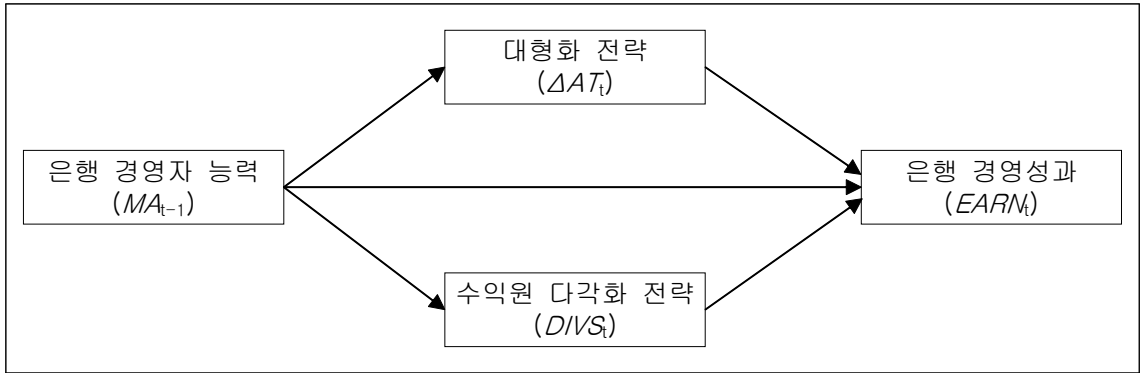 대형화 전략
(ΔATt)
은행 경영자 능력
(MAt-1)
은행 경영성과
(EARNt)
수익원 다각화 전략
(DIVSt)